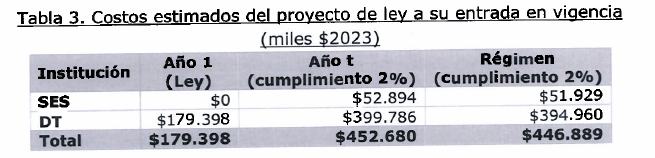 Tabla 3. Costos estimados del proyecto de ley a su entrada en vigencia
(miles $2023)
Institución Año 1 (Ley) Año t (cumplimiento 2%) Régimen (cumplimiento 2%)
SES $0 $52.894 $51.929
DT $179.398 $399.786 $394.960
Total $179.398 $452.680 $446.889